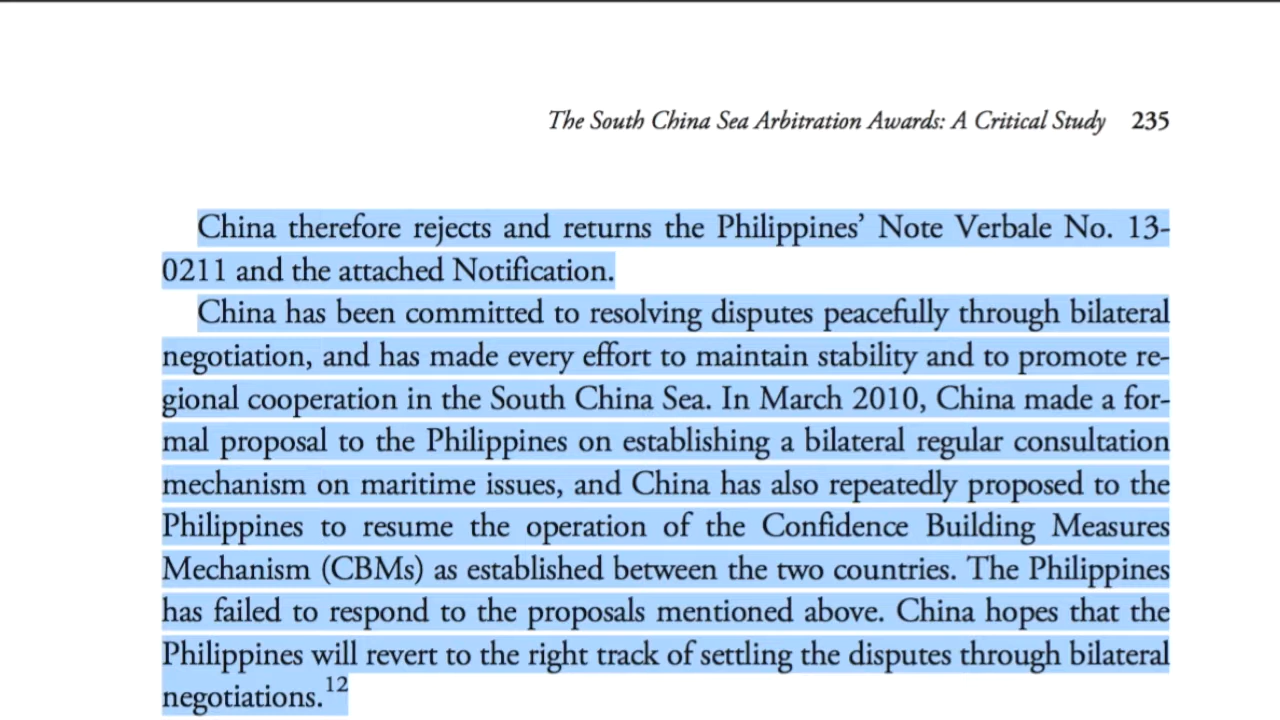 The South China Sea Arbitration Awards: A Critical Study 235
China therefore rejects and returns the Philippines’ Note Verbale No. 13-
0211 and the attached Notification.
China has been committed to resolving disputes peacefully through bilateral
negotiation, and has made every effort to maintain stability and to promote re-
gional cooperation in the South China Sea. In March 2010, China made a for-
mal proposal to the Philippines on establishing a bilateral regular consultation
mechanism on maritime issues, and China has also repeatedly proposed to the
Philippines to resume the operation of the Confidence Building Measures
Mechanism (CBMs) as established between the two countries. The Philippines
has failed to respond to the proposals mentioned above. China hopes that the
Philippines will revert to the right track of settling the disputes through bilateral
negotiations.12